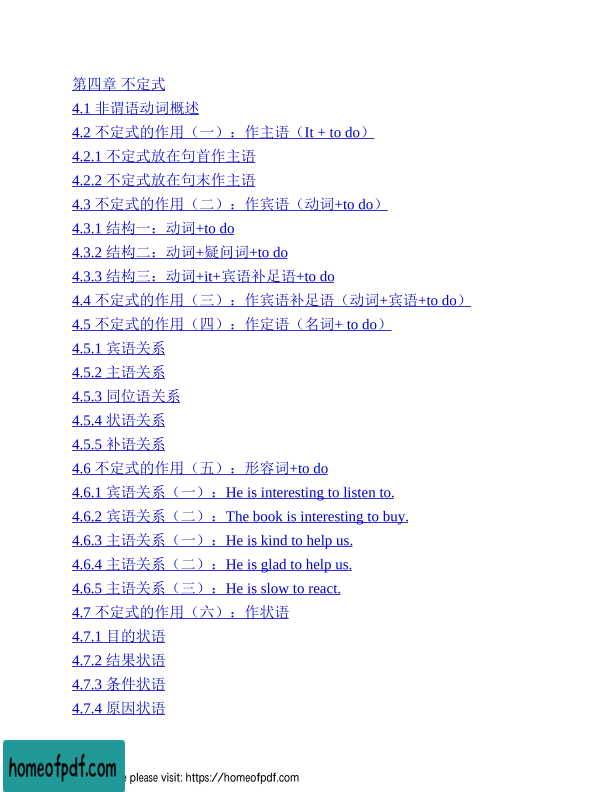 第四章 不定式
4.1 非谓语动词概述
4.2 不定式的作用（一）：作主语（It + to do）
4.2.1 不定式放在句首作主语
4.2.2 不定式放在句末作主语
4.3 不定式的作用（二）：作宾语（动词+to do）
4.3.1 结构一：动词+to do
4.3.2 结构二：动词+疑问词+to do
4.3.3 结构三：动词+it+宾语补足语+to do
4.4 不定式的作用（三）：作宾语补足语（动词+宾语+to do）
4.5 不定式的作用（四）：作定语（名词+ to do）
4.5.1 宾语关系
4.5.2 主语关系
4.5.3 同位语关系
4.5.4 状语关系
4.5.5 补语关系
4.6 不定式的作用（五）：形容词+to do
4.6.1 宾语关系（一）：He is interesting to listen to.
4.6.2 宾语关系（二）：The book is interesting to buy.
4.6.3 主语关系（一）：He is kind to help us.
4.6.4 主语关系（二）：He is glad to help us.
4.6.5 主语关系（三）：He is slow to react.
4.7 不定式的作用（六）：作状语
4.7.1 目的状语
4.7.2 结果状语
4.7.3 条件状语
4.7.4 原因状语
homeofpdf.com
please visit: https://homeofpdf.com